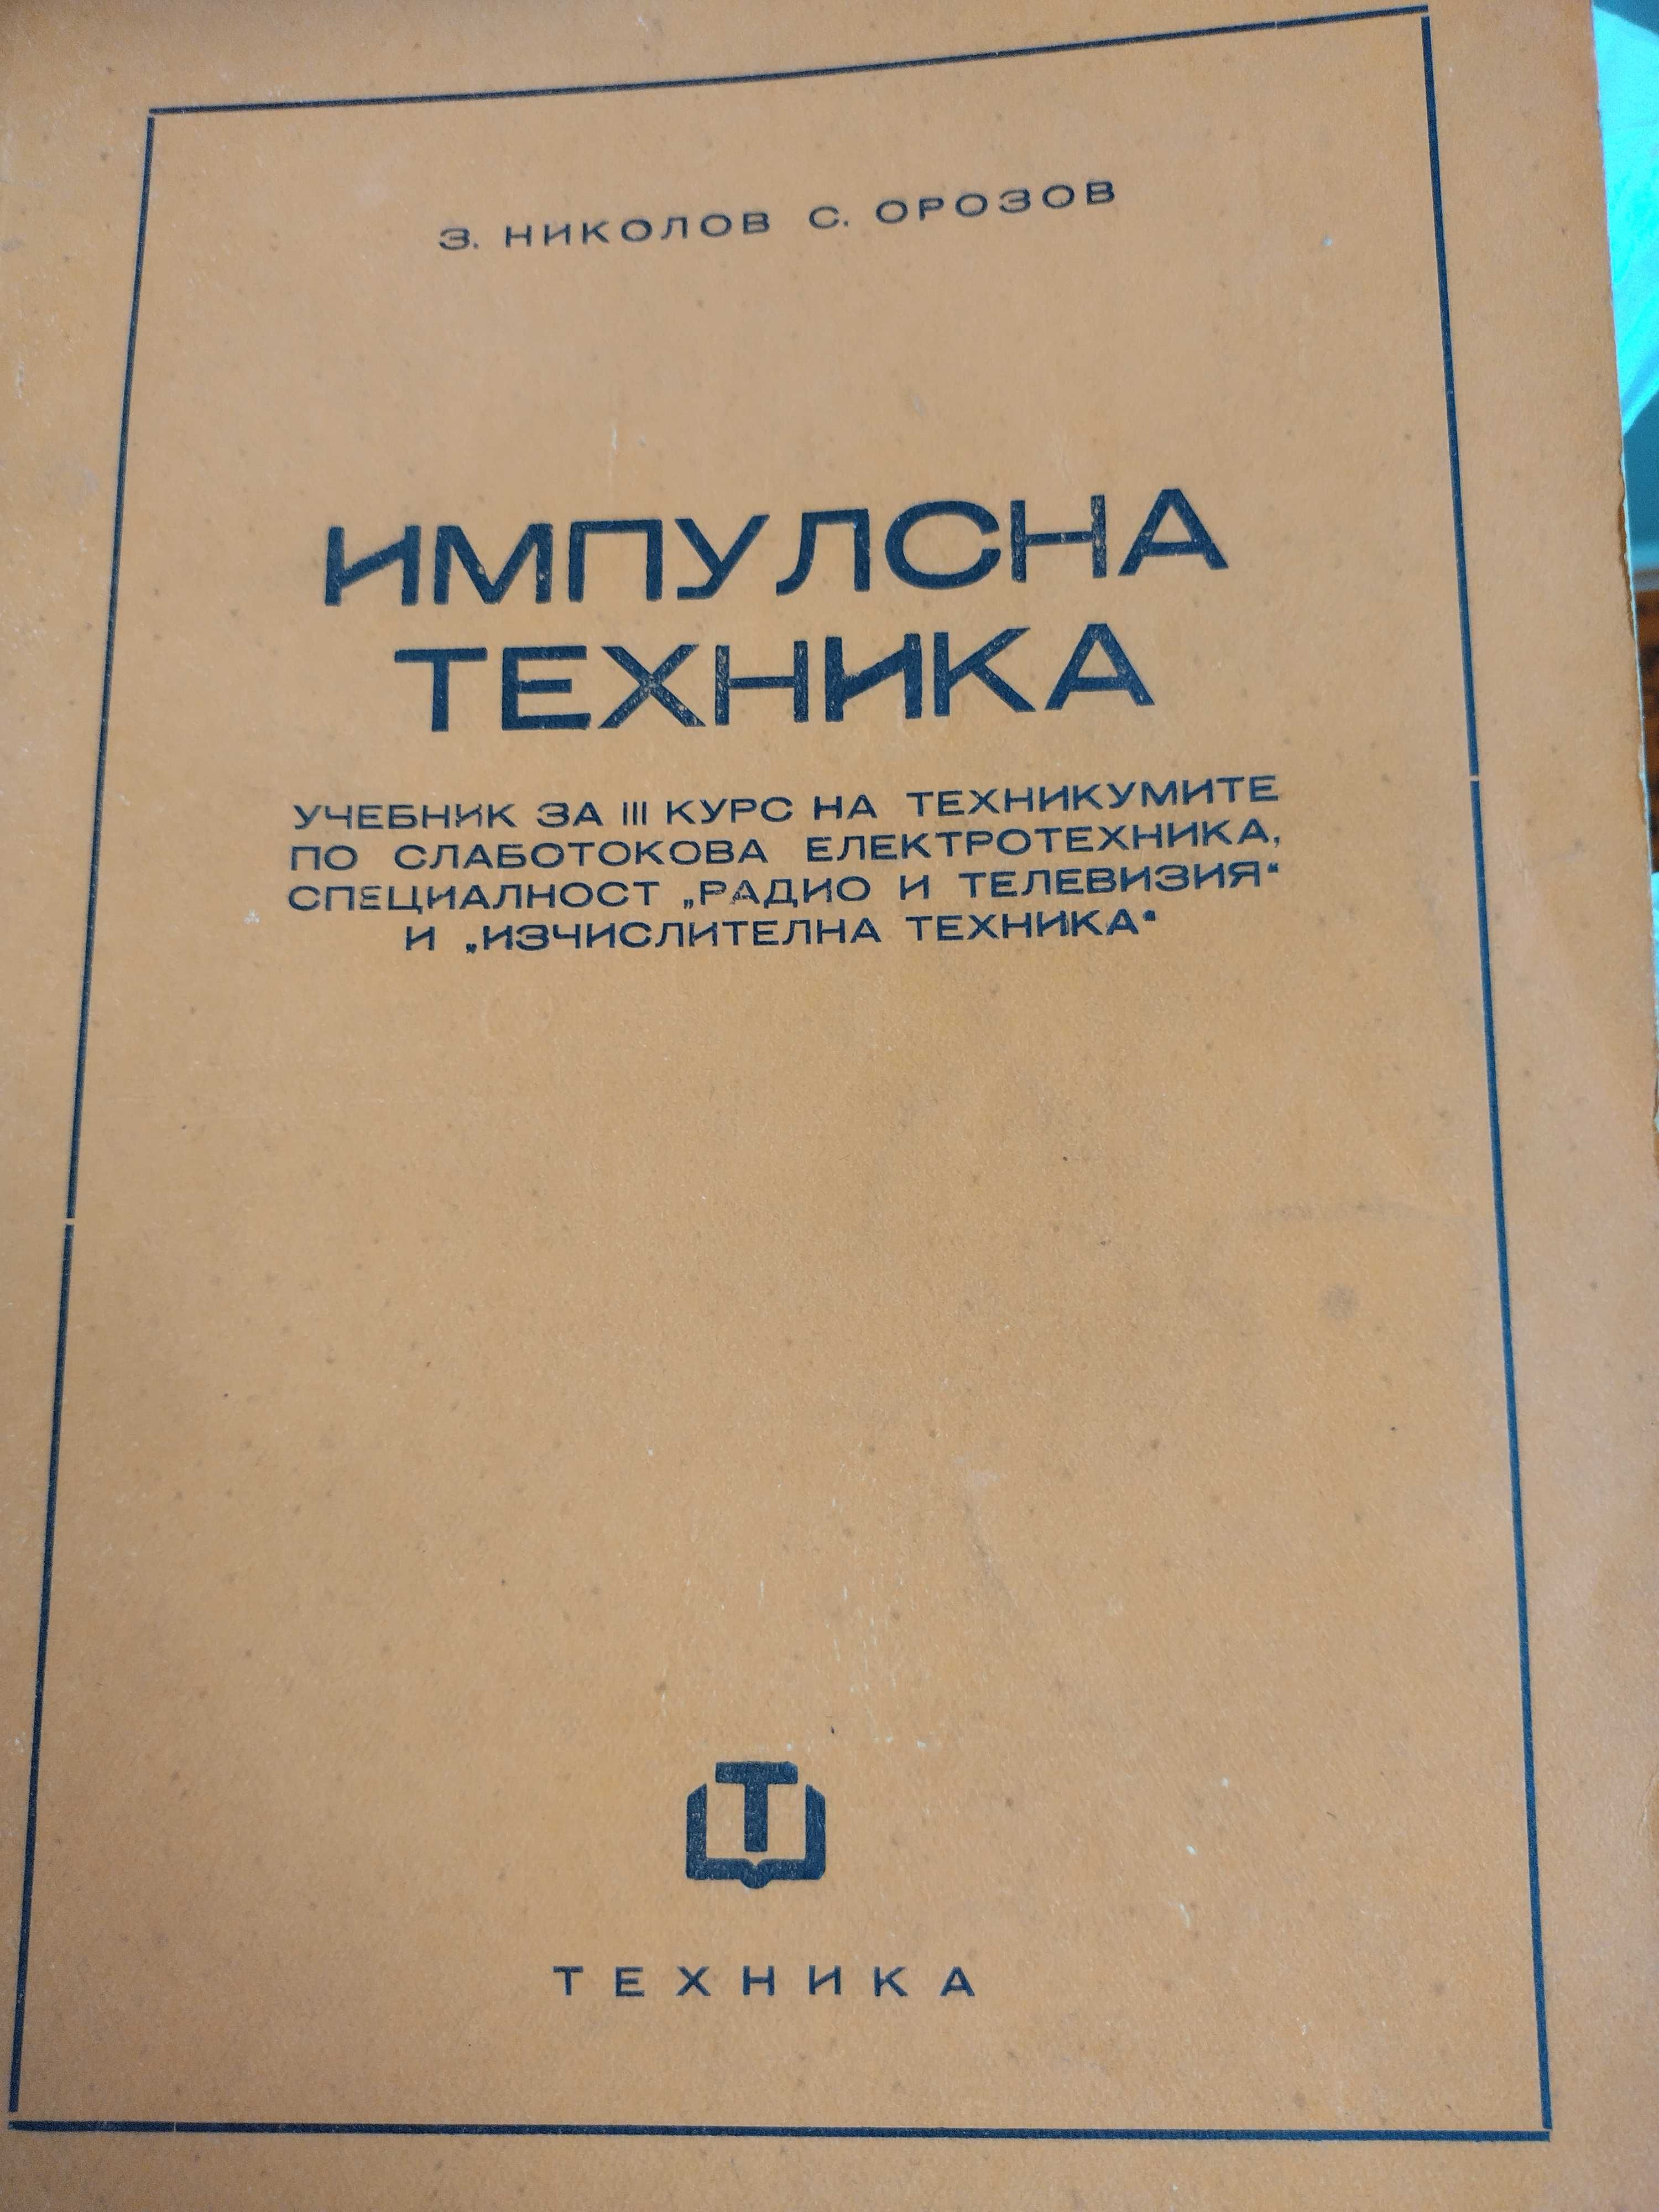 З. НИКОЛОВ С. ОРОЗОВ
ИМПУЛСНА
ТЕХНИКА
УЧЕБНИК ЗА III КУРС НА ТЕХНИКУМИТЕ
ПО СЛАБОТОКОВА ЕЛЕКТРОТЕХНИКА,
СПЕЦИАЛНОСТ „РАДИО И ТЕЛЕВИЗИЯ“
И „ИЗЧИСЛИТЕЛНА ТЕХНИКА“
Т
ТЕХНИКА